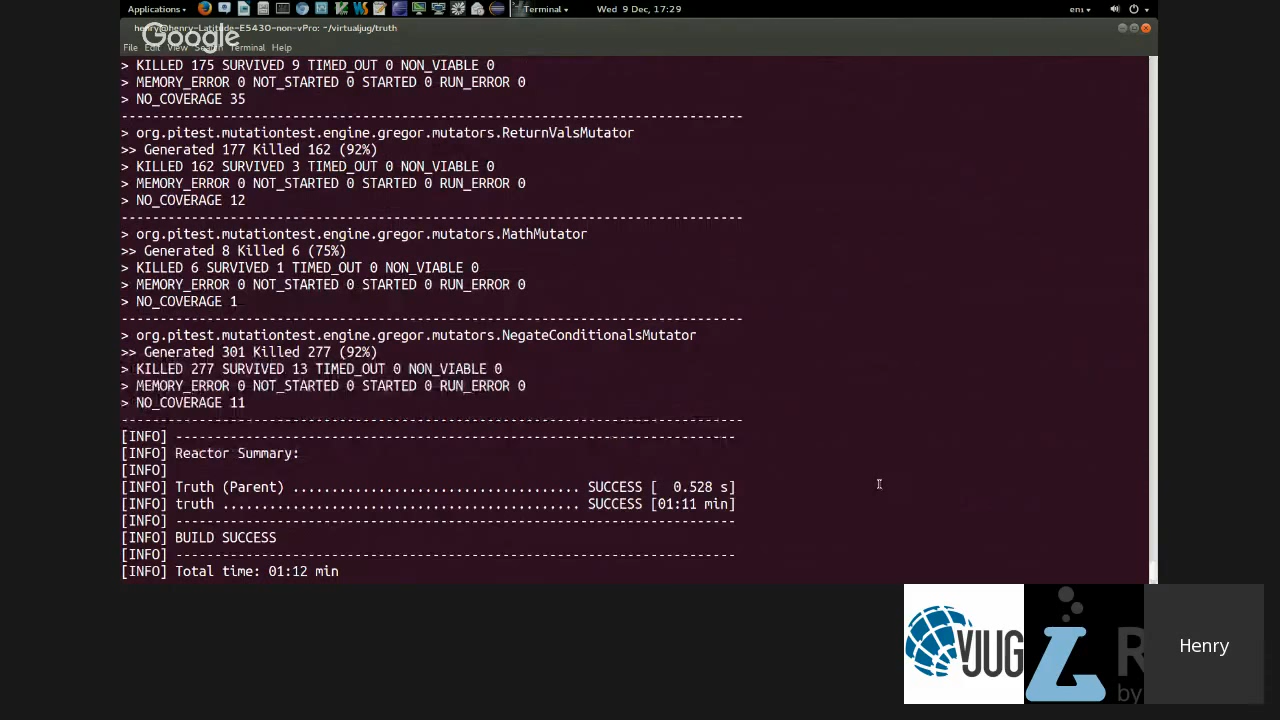 Applications Terminal Wed 9 Dec, 17:29 en1
henry@henry-Latitude-E5430-non-vPro: ~/virtualjug/truth
Google
File Edit View Search Terminal Help
> KILLED 175 SURVIVED 9 TIMED_OUT 0 NON_VIABLE 0
> MEMORY_ERROR 0 NOT_STARTED 0 STARTED 0 RUN_ERROR 0
> NO_COVERAGE 35
--------------------------------------------------------------------------------
> org.pitest.mutationtest.engine.gregor.mutators.ReturnValsMutator
>> Generated 177 Killed 162 (92%)
> KILLED 162 SURVIVED 3 TIMED_OUT 0 NON_VIABLE 0
> MEMORY_ERROR 0 NOT_STARTED 0 STARTED 0 RUN_ERROR 0
> NO_COVERAGE 12
--------------------------------------------------------------------------------
> org.pitest.mutationtest.engine.gregor.mutators.MathMutator
>> Generated 8 Killed 6 (75%)
> KILLED 6 SURVIVED 1 TIMED_OUT 0 NON_VIABLE 0
> MEMORY_ERROR 0 NOT_STARTED 0 STARTED 0 RUN_ERROR 0
> NO_COVERAGE 1
--------------------------------------------------------------------------------
> org.pitest.mutationtest.engine.gregor.mutators.NegateConditionalsMutator
>> Generated 301 Killed 277 (92%)
> KILLED 277 SURVIVED 13 TIMED_OUT 0 NON_VIABLE 0
> MEMORY_ERROR 0 NOT_STARTED 0 STARTED 0 RUN_ERROR 0
> NO_COVERAGE 11
--------------------------------------------------------------------------------
[INFO] ------------------------------------------------------------------------
[INFO] Reactor Summary:
[INFO]
[INFO] Truth (Parent) ..................................... SUCCESS [  0.528 s]
[INFO] truth .............................................. SUCCESS [01:11 min]
[INFO] ------------------------------------------------------------------------
[INFO] BUILD SUCCESS
[INFO] ------------------------------------------------------------------------
[INFO] Total time: 01:12 min
vJUG
R
by
Henry